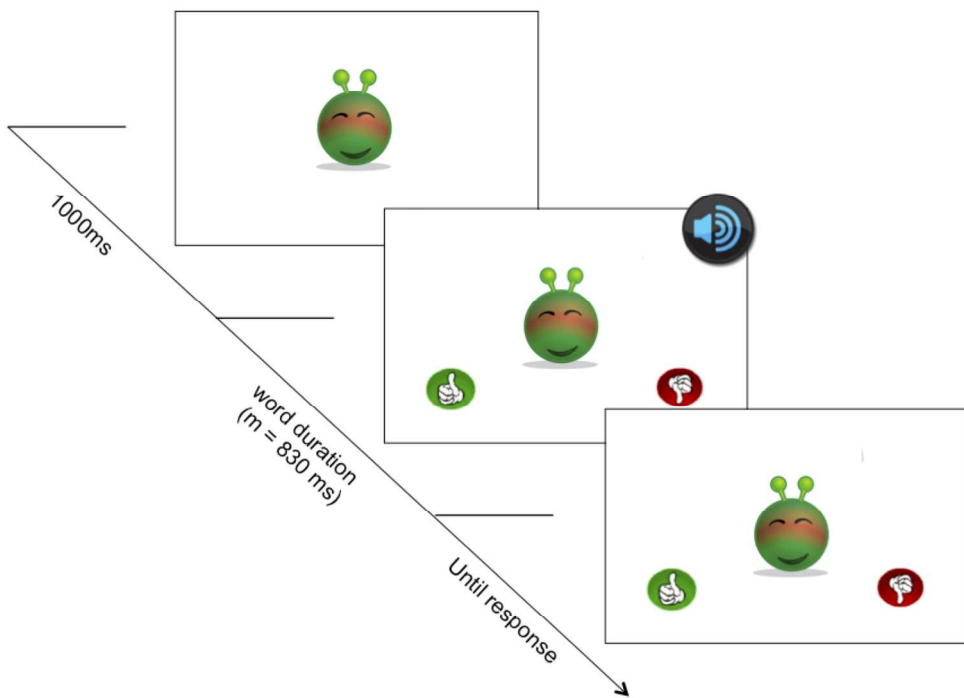 1000ms
word duration
(m = 830 ms)
Until response